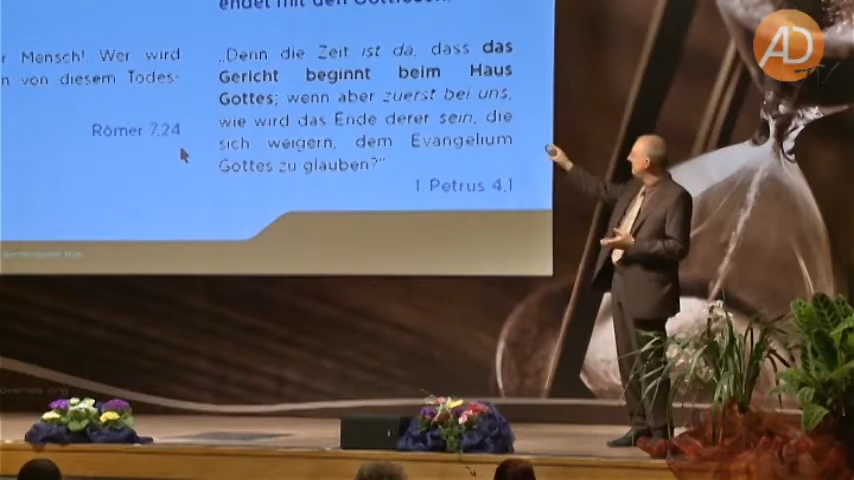 endet mit den Gottlosen.
r Mensch! Wer wird
n von diesem Todes-
Römer 7,24
„Denn die Zeit ist da, dass das
Gericht beginnt beim Haus
Gottes; wenn aber zuerst bei uns,
wie wird das Ende derer sein, die
sich weigern, dem Evangelium
Gottes zu glauben?“
1 Petrus 4,1
AD
TV